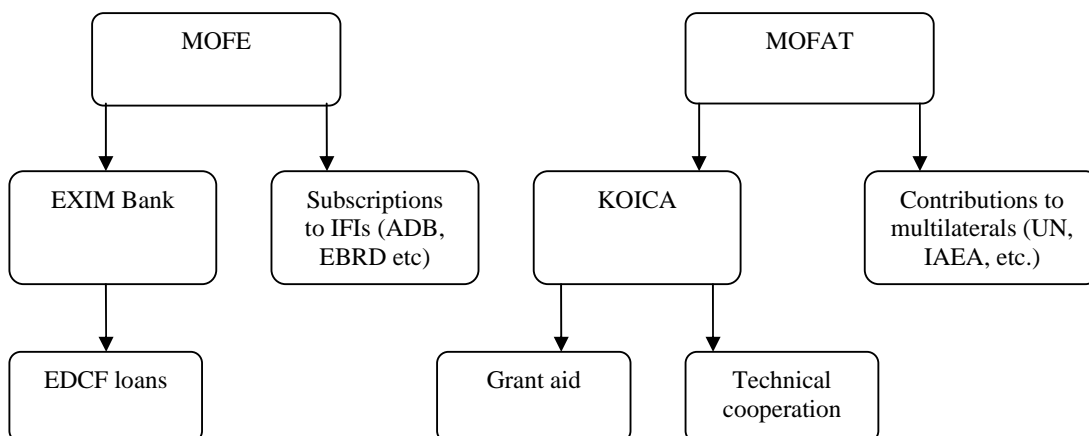 MOFE
MOFAT
EXIM Bank
Subscriptions
to IFIs (ADB,
EBRD etc)
KOICA
Contributions to
multilaterals (UN,
IAEA, etc.)
EDCF loans
Grant aid
Technical
cooperation